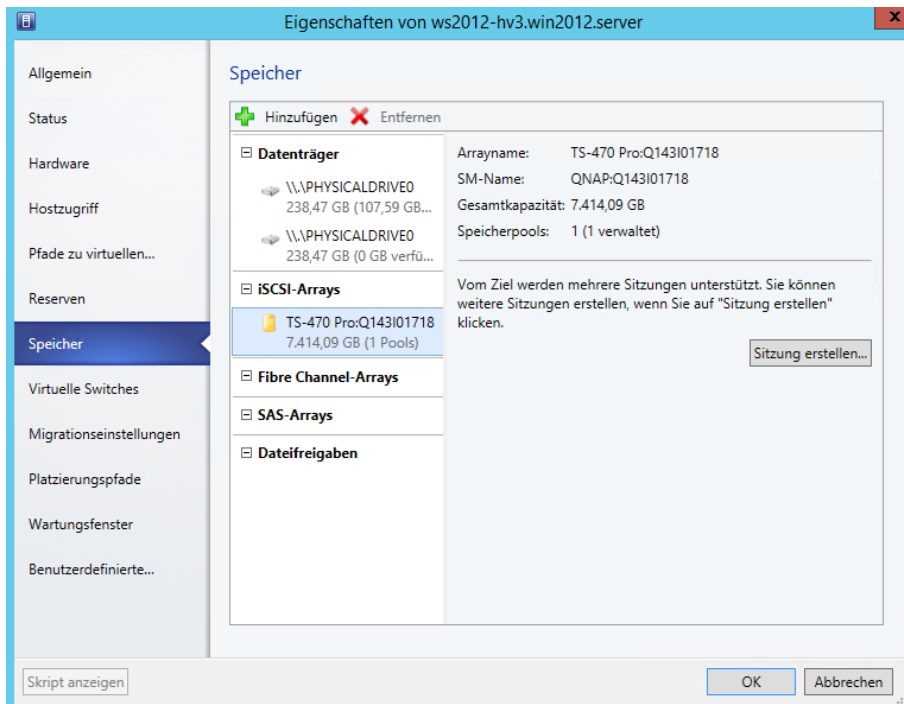 Eigenschaften von ws2012-hv3.win2012.server
x
Allgemein
Status
Hardware
Hostzugriff
Pfade zu virtuellen...
Reserven
Speicher
Virtuelle Switches
Migrationseinstellungen
Platzierungspfade
Wartungsfenster
Benutzerdefinierte...
Speicher
Hinzufügen Entfernen
Datenträger
\\.\PHYSICALDRIVE0
238,47 GB (107,59 GB...
\\.\PHYSICALDRIVE0
238,47 GB (0 GB verfü...
iSCSI-Arrays
TS-470 Pro:Q143I01718
7.414,09 GB (1 Pools)
Fibre Channel-Arrays
SAS-Arrays
Dateifreigaben
Arrayname: TS-470 Pro:Q143I01718
SM-Name: QNAP:Q143I01718
Gesamtkapazität: 7.414,09 GB
Speicherpools: 1 (1 verwaltet)
Vom Ziel werden mehrere Sitzungen unterstützt. Sie können
weitere Sitzungen erstellen, wenn Sie auf "Sitzung erstellen"
klicken.
Sitzung erstellen...
Skript anzeigen
OK
Abbrechen